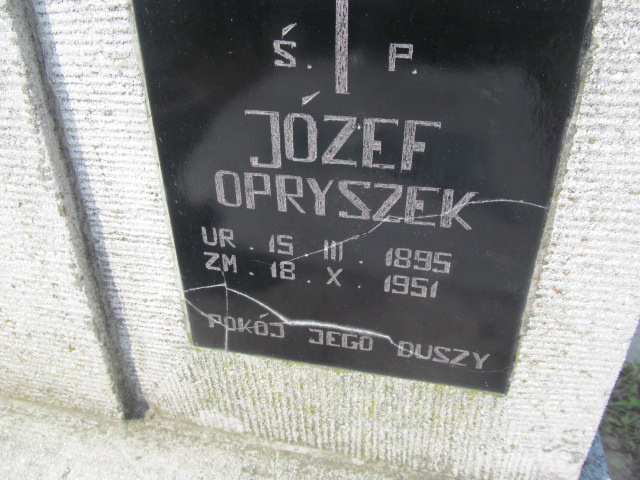 Ś. P.
JÓZEF
OPRYSZEK
UR. 15 III. 1895
ZM. 18. X. 1951
POKÓJ JEGO DUSZY